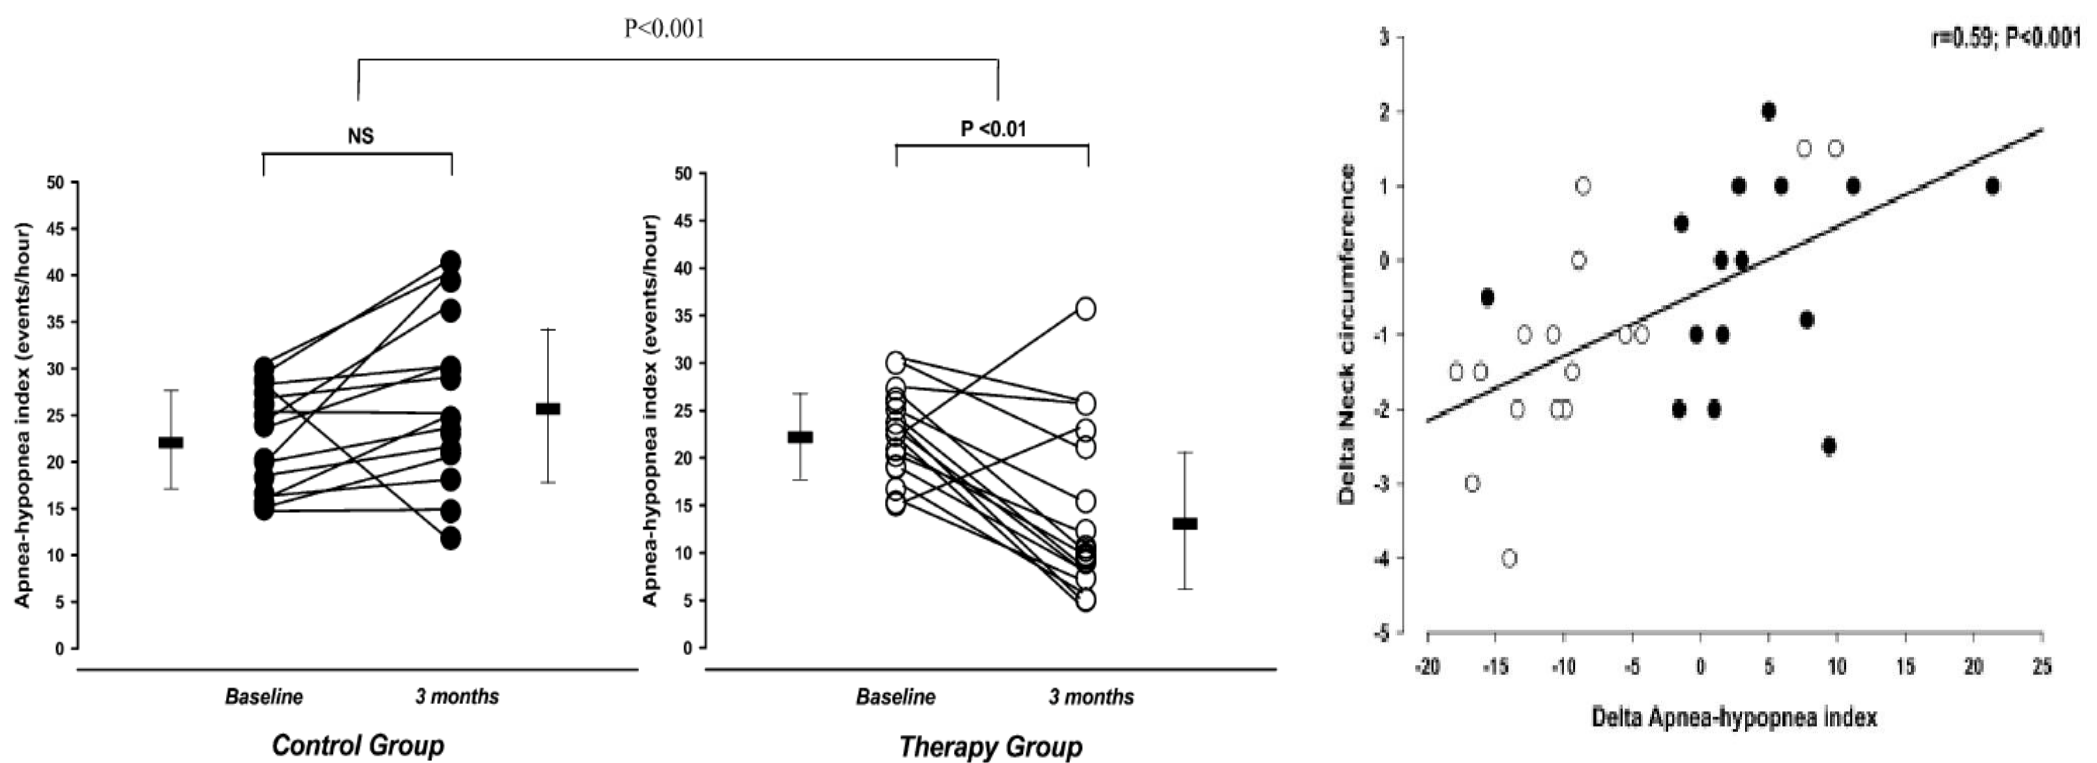 P<0.001
NS
50
45
40
35
30
25
20
15
10
5
0
Apnea-hypopnea index (events/hour)
Baseline 3 months
Control Group
P <0.01
50
45
40
35
30
25
20
15
10
5
0
Apnea-hypopnea index (events/hour)
Baseline 3 months
Therapy Group
r=0.59; P<0.001
3
2
1
0
-1
-2
-3
-4
-5
Delta Neck circumference
-20 -15 -10 -5 0 5 10 15 20 25
Delta Apnea-hypopnea index